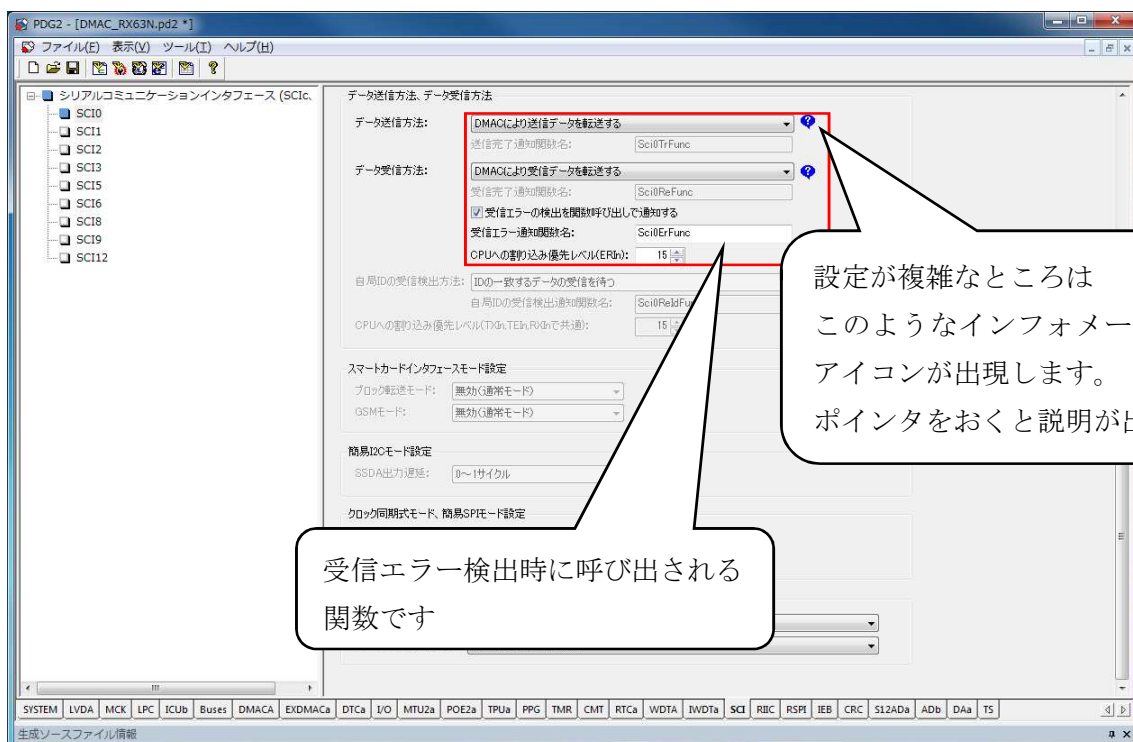 PDG2 - [DMAC_RX63N.pd2 *]
ファイル(F) 表示(V) ツール(T) ヘルプ(H)
シリアルコミュニケーションインタフェース (SCIc,
SCI0
SCI1
SCI2
SCI3
SCI5
SCI6
SCI8
SCI9
SCI12
データ送信方法、データ受信方法
データ送信方法: DMACにより送信データを転送する
送信完了通知関数名: Sci0TrFunc
データ受信方法: DMACにより受信データを転送する
受信完了通知関数名: Sci0ReFunc
受信エラーの検出を関数呼び出しで通知する
受信エラー通知関数名: Sci0ErFunc
CPUへの割り込み優先レベル(ERIn): 15
自局IDの受信検出方法: IDの一致するデータの受信を待つ
自局IDの受信検出通知関数名: Sci0ReIdFu
CPUへの割り込み優先レベル(TXIn,TEIn,RXInで共通): 15
設定が複雑なところは
このようなインフォメー
アイコンが出現します。
ポインタをおくと説明が
スマートカードインタフェースモード設定
ブロック転送モード: 無効(通常モード)
GSMモード: 無効(通常モード)
簡易I2Cモード設定
SSDA出力遅延: 0～1サイクル
クロック同期式モード、簡易SPIモード設定
受信エラー検出時に呼び出される
関数です
SYSTEM LVDA MCK LPC ICUb Buses DMACA EXDMACa DTCa I/O MTU2a POE2a TPUa PPG TMR CMT RTCa WDTA IWDTa SCI RIIC RSPI IEB CRC S12ADa ADb DAa TS
生成ソースファイル情報